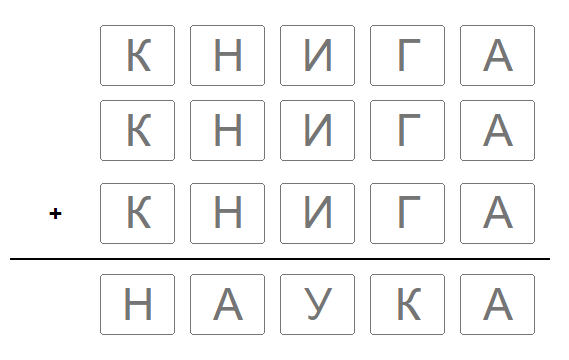 К Н И Г А
К Н И Г А
+ К Н И Г А
Н А У К А